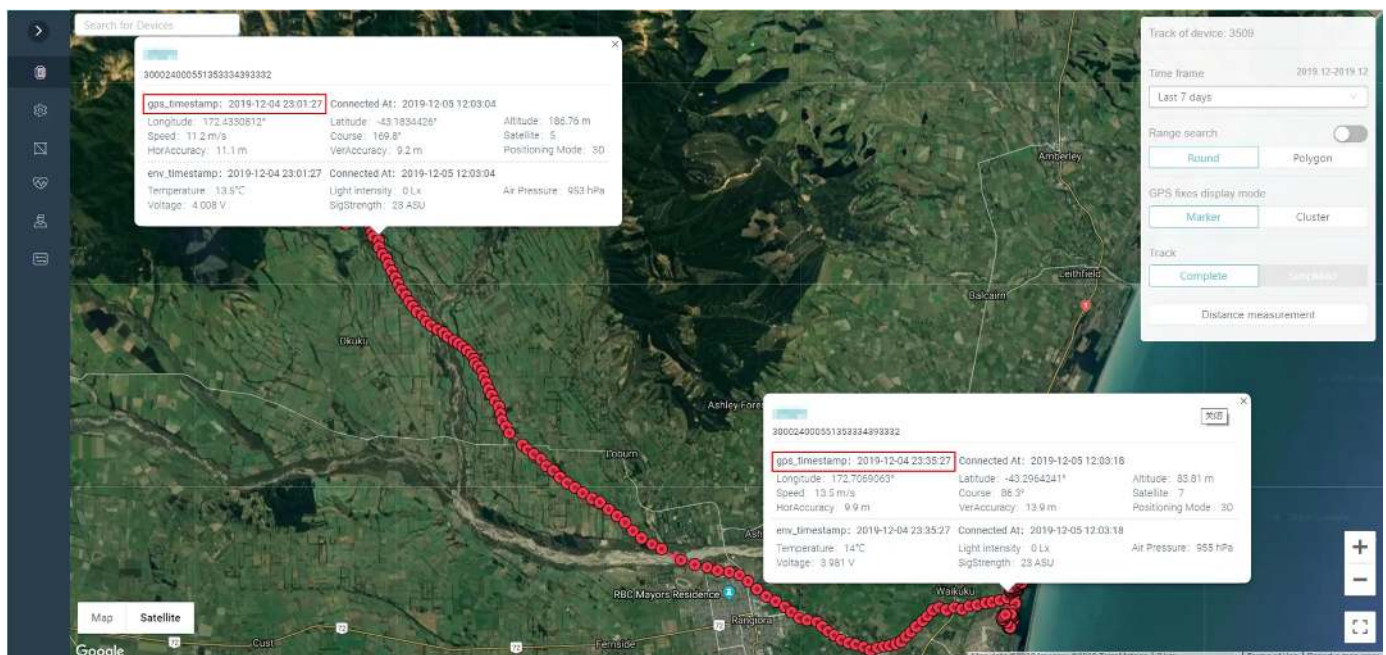 Search for Devices
300024000551353334393332
gps_timestamp: 2019-12-04 23:01:27 Connected At: 2019-12-05 12:03:04
Longitude: 172.4330812° Latitude: -43.1834426° Altitude: 186.76 m
Speed: 11.2 m/s Course: 169.8° Satellite: 5
HorAccuracy: 11.1 m VerAccuracy: 9.2 m Positioning Mode: 3D
env_timestamp: 2019-12-04 23:01:27 Connected At: 2019-12-05 12:03:04
Temperature: 13.5°C Light intensity: 0 Lx Air Pressure: 953 hPa
Voltage: 4.008 V SigStrength: 23 ASU
Track of device: 3509
Time frame 2019.12-2019.12
Last 7 days
Range search
Round Polygon
GPS fixes display mode
Marker Cluster
Track
Complete
Distance measurement
Amberley
Leithfield
Balcairn
1
Okuku
Loburn
Ashley Fore
Ash
300024000551353334393332
关闭
gps_timestamp: 2019-12-04 23:35:27 Connected At: 2019-12-05 12:03:18
Longitude: 172.7069063° Latitude: -43.2964241° Altitude: 83.81 m
Speed: 13.5 m/s Course: 86.3° Satellite: 7
HorAccuracy: 9.9 m VerAccuracy: 13.9 m Positioning Mode: 3D
env_timestamp: 2019-12-04 23:35:27 Connected At: 2019-12-05 12:03:18
Temperature: 14°C Light intensity: 0 Lx Air Pressure: 955 hPa
Voltage: 3.981 V SigStrength: 23 ASU
RBC Mayors Residence
Waikuku
Rangiora
Map Satellite
72
72
72
72
Cust
Fernside
Google